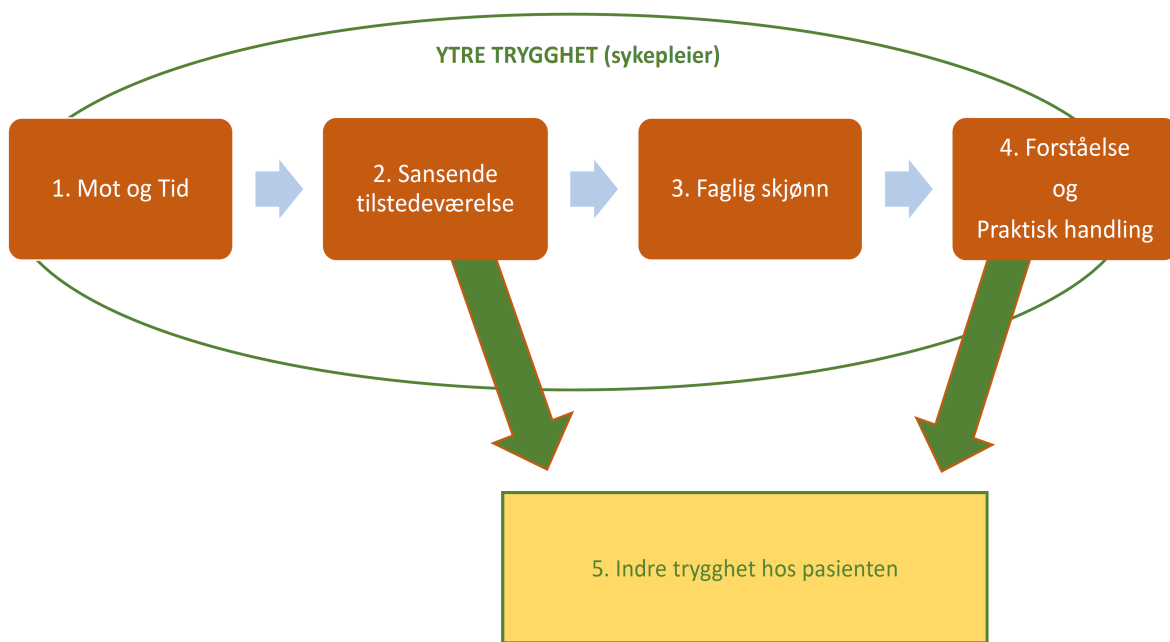 YTRE TRYGGHET (sykepleier)
1. Mot og Tid
2. Sansende
tilstedeværelse
3. Faglig skjønn
4. Forståelse
og
Praktisk handling
5. Indre trygghet hos pasienten